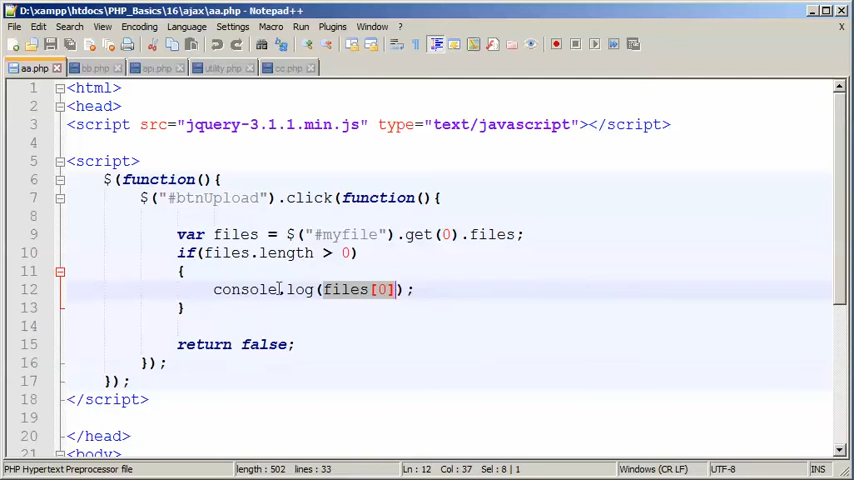 D:\xampp\htdocs\PHP_Basics\16\ajax\aa.php - Notepad++
File Edit Search View Encoding Language Settings Macro Run Plugins Window ?
aa.php bb.php api.php utility.php cc.php
1 <html>
2 <head>
3 <script src="jquery-3.1.1.min.js" type="text/javascript"></script>
4
5 <script>
6 $(function(){
7 $("#btnUpload").click(function(){
8
9 var files = $("#myfile").get(0).files;
10 if(files.length > 0)
11 {
12 console.log(files[0]);
13 }
14
15 return false;
16 });
17 });
18 </script>
19
20 </head>
21 <body>
PHP Hypertext Preprocessor file length : 502 lines : 33 Ln : 12 Col : 37 Sel : 8 | 1 Windows (CR LF) UTF-8 INS